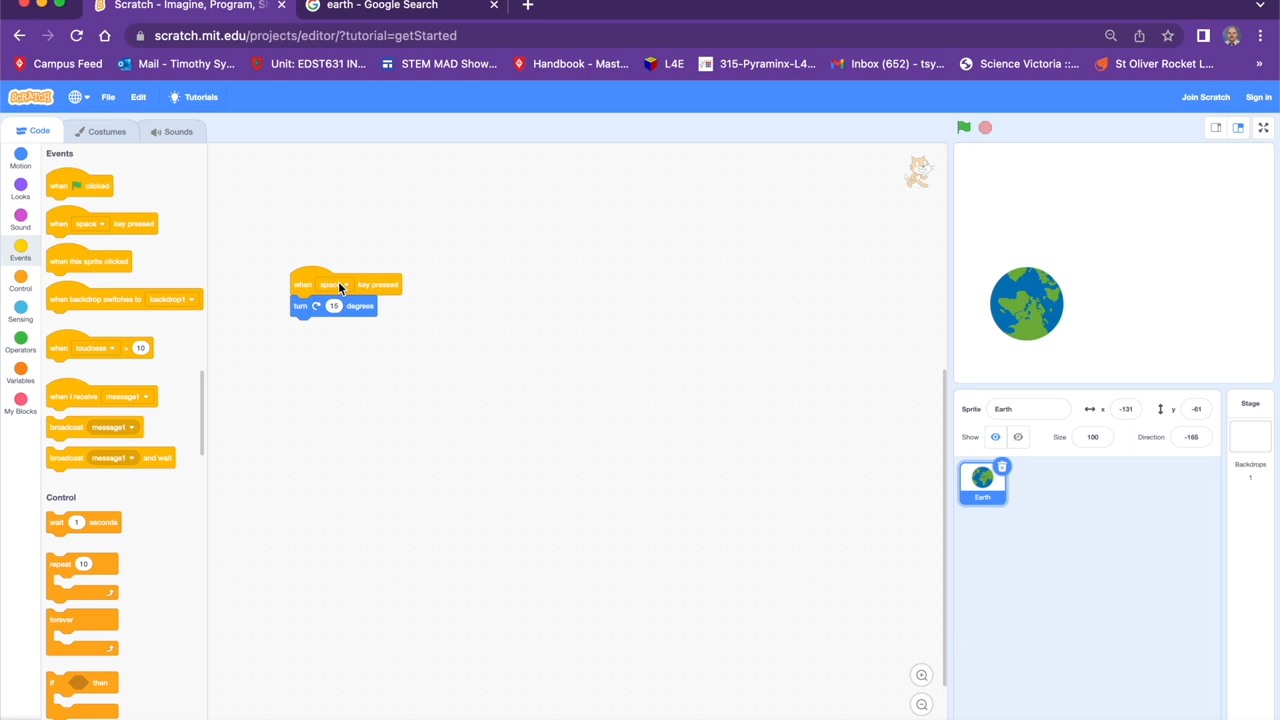 Scratch - Imagine, Program, S
earth - Google Search
scratch.mit.edu/projects/editor/?tutorial=getStarted
Campus Feed
Mail - Timothy Sy...
Unit: EDST631 IN...
STEM MAD Show...
Handbook - Mast...
L4E
315-Pyraminx-L4...
Inbox (652) - tsy...
Science Victoria ::...
St Oliver Rocket L...
»
SCRATCH
File
Edit
Tutorials
Join Scratch
Sign in
Code
Costumes
Sounds
Motion
Looks
Sound
Events
Control
Sensing
Operators
Variables
My Blocks
Events
when clicked
when space key pressed
when this sprite clicked
when backdrop switches to backdrop1
when loudness > 10
when I receive message1
broadcast message1
broadcast message1 and wait
Control
wait 1 seconds
repeat 10
forever
if then
when space key pressed
turn 15 degrees
Sprite Earth x -131 y -61
Show Size 100 Direction -165
Earth
Stage
Backdrops
1